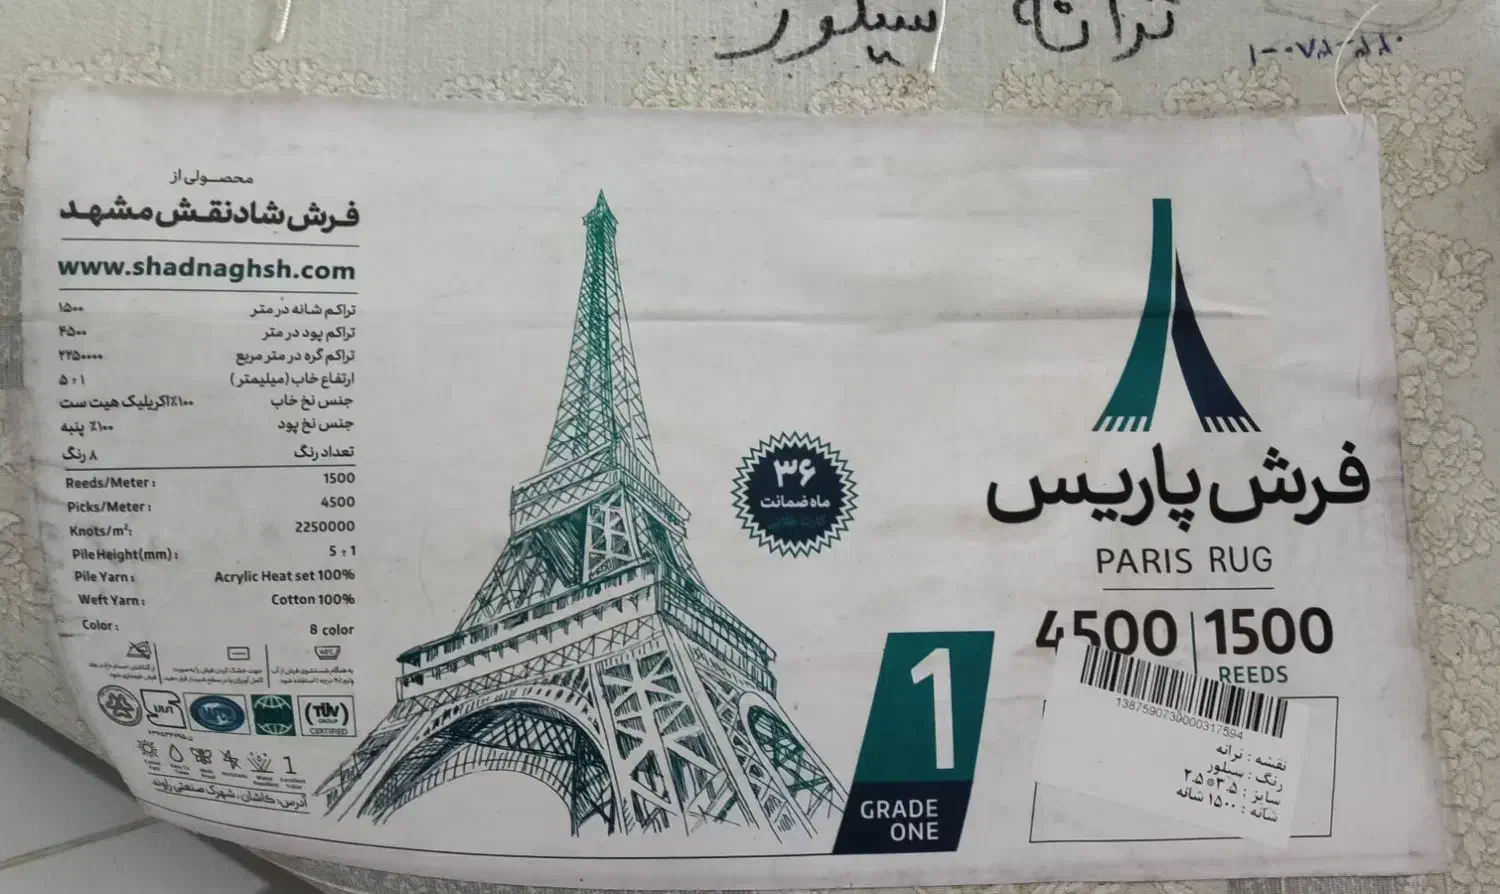 ترانه سیلور
محصولی از
فرش شادنقش مشهد
www.shadnaghsh.com
تراکم شانه در متر ۱۵۰۰
تراکم پود در متر ۴۵۰۰
تراکم گره در متر مربع ۲۲۵۰۰۰۰
ارتفاع خاب (میلیمتر) ۵±۱
جنس نخ خاب ۱۰۰٪ اکریلیک هیت ست
جنس نخ پود ۱۰۰٪ پنبه
تعداد رنگ ۸ رنگ
Reeds/Meter: 1500
Picks/Meter: 4500
Knots/m²: 2250000
Pile Height(mm): 5±1
Pile Yarn: Acrylic Heat set 100%
Weft Yarn: Cotton 100%
Color: 8 color
TÜV
GROUP
CERTIFIED
1
آدرس: کاشان، شهرک صنعتی راوند
۳۶
ماه ضمانت
1
GRADE
ONE
فرش پاریس
PARIS RUG
4500 | 1500
REEDS
1387590739000317594
نقشه : ترانه
رنگ : سیلور
سایز : ۳.۵*۲.۵
شانه : ۱۵۰۰ شانه